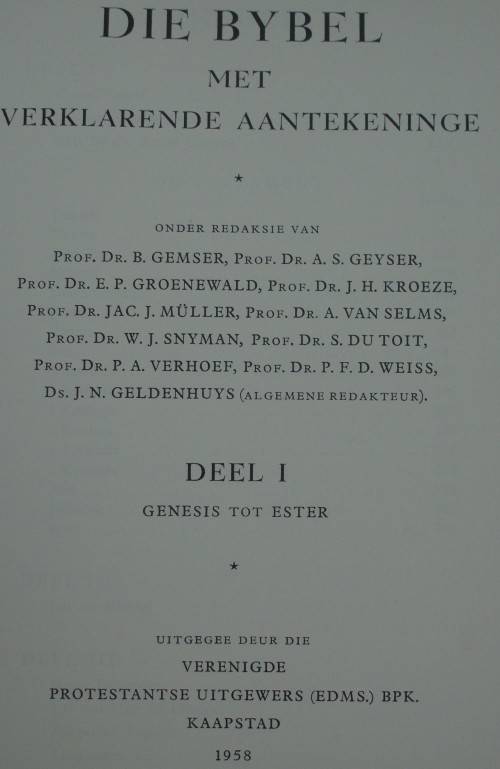 DIE BYBEL
MET
VERKLARENDE AANTEKENINGE
*
ONDER REDAKSIE VAN
PROF. DR. B. GEMSER, PROF. DR. A. S. GEYSER,
PROF. DR. E. P. GROENEWALD, PROF. DR. J. H. KROEZE,
PROF. DR. JAC. J. MÜLLER, PROF. DR. A. VAN SELMS,
PROF. DR. W. J. SNYMAN, PROF. DR. S. DU TOIT,
PROF. DR. P. A. VERHOEF, PROF. DR. P. F. D. WEISS,
DS. J. N. GELDENHUYS (ALGEMENE REDAKTEUR).
DEEL I
GENESIS TOT ESTER
*
UITGEGEE DEUR DIE
VERENIGDE
PROTESTANTSE UITGEWERS (EDMS.) BPK.
KAAPSTAD
1958